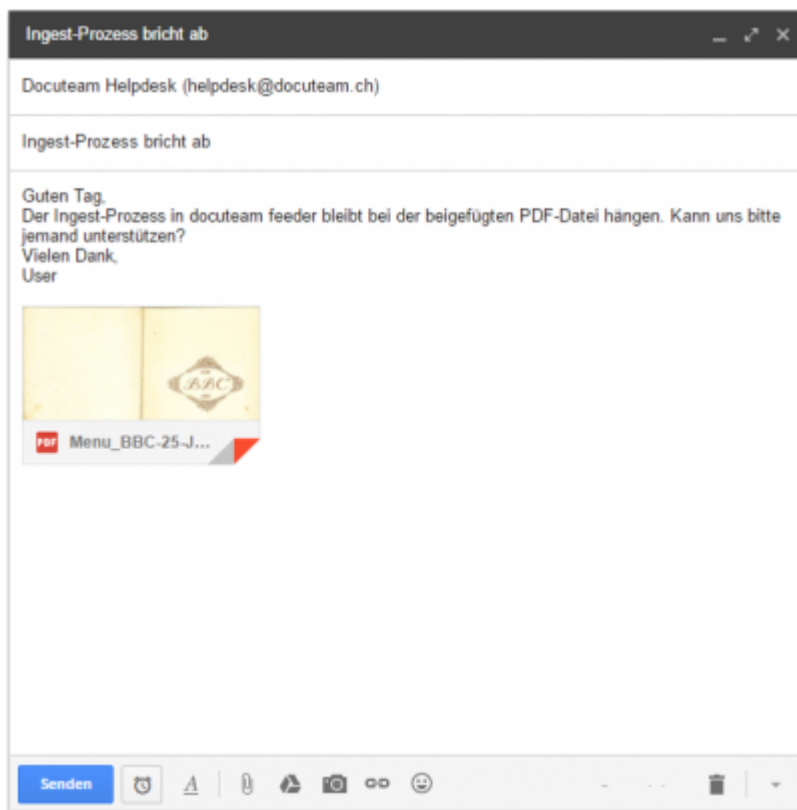 Ingest-Prozess bricht ab
Docuteam Helpdesk (helpdesk@docuteam.ch)
Ingest-Prozess bricht ab
Guten Tag,
Der Ingest-Prozess in docuteam feeder bleibt bei der beigefügten PDF-Datei hängen. Kann uns bitte
jemand unterstützen?
Vielen Dank,
User
BBC
PDF Menu_BBC-25-J...
Senden A